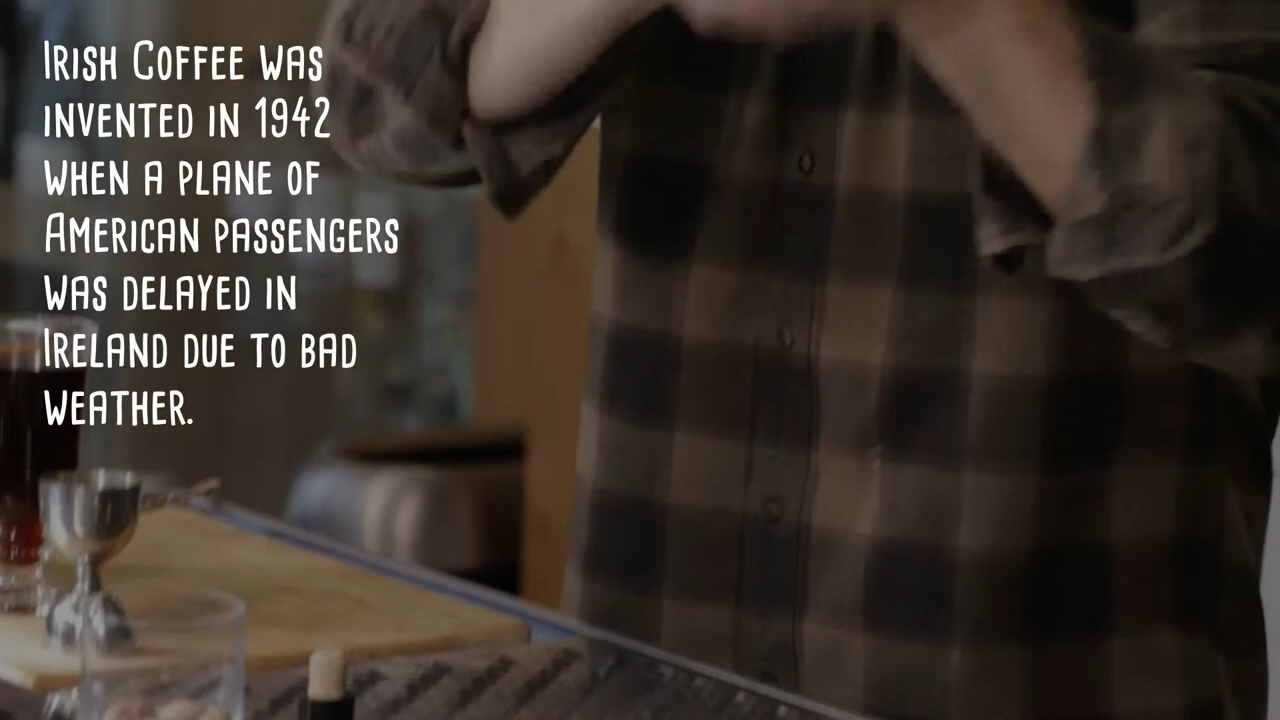 Irish Coffee was
invented in 1942
when a plane of
American passengers
was delayed in
Ireland due to bad
weather.